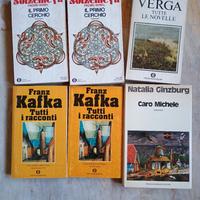 IL PRIMO
CERCHIO
IL PRIMO
CERCHIO
VERGA
TUTTE
LE NOVELLE
Franz
Kafka
Tutti
i racconti
Franz
Kafka
Tutti
i racconti
Natalia Ginzburg
Caro Michele